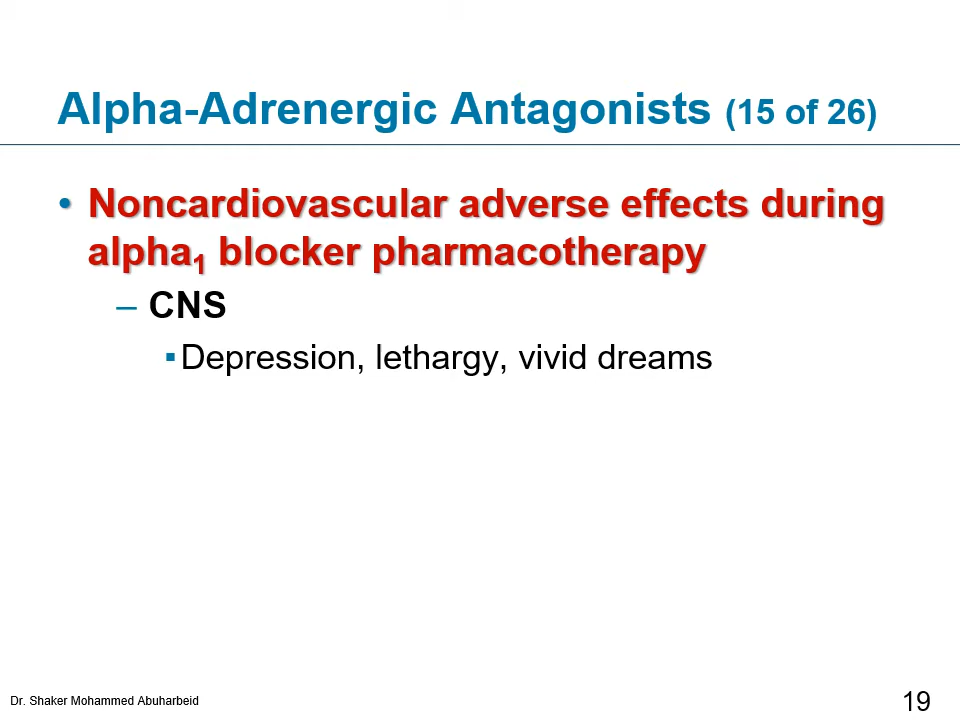 Alpha-Adrenergic Antagonists (15 of 26)
• Noncardiovascular adverse effects during
alpha₁ blocker pharmacotherapy
– CNS
▪ Depression, lethargy, vivid dreams
Dr. Shaker Mohammed Abuharbeid
19